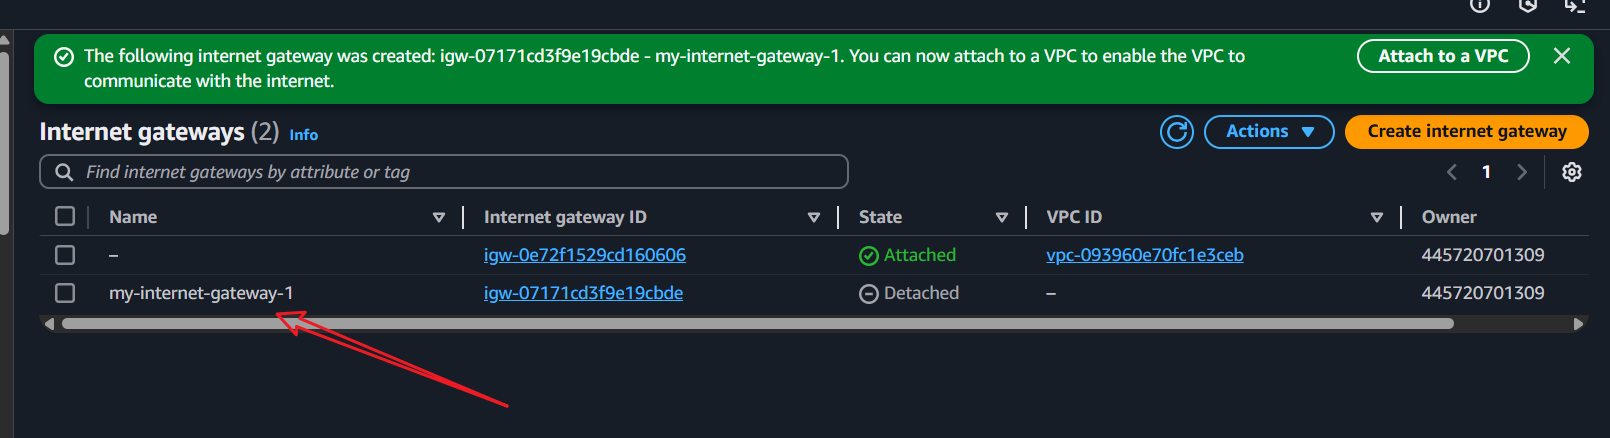 The following internet gateway was created: igw-07171cd3f9e19cbde - my-internet-gateway-1. You can now attach to a VPC to enable the VPC to
communicate with the internet.
Attach to a VPC
Internet gateways (2) Info
Actions
Create internet gateway
Find internet gateways by attribute or tag
1
Name Internet gateway ID State VPC ID Owner
– igw-0e72f1529cd160606 Attached vpc-093960e70fc1e3ceb 445720701309
my-internet-gateway-1 igw-07171cd3f9e19cbde Detached – 445720701309